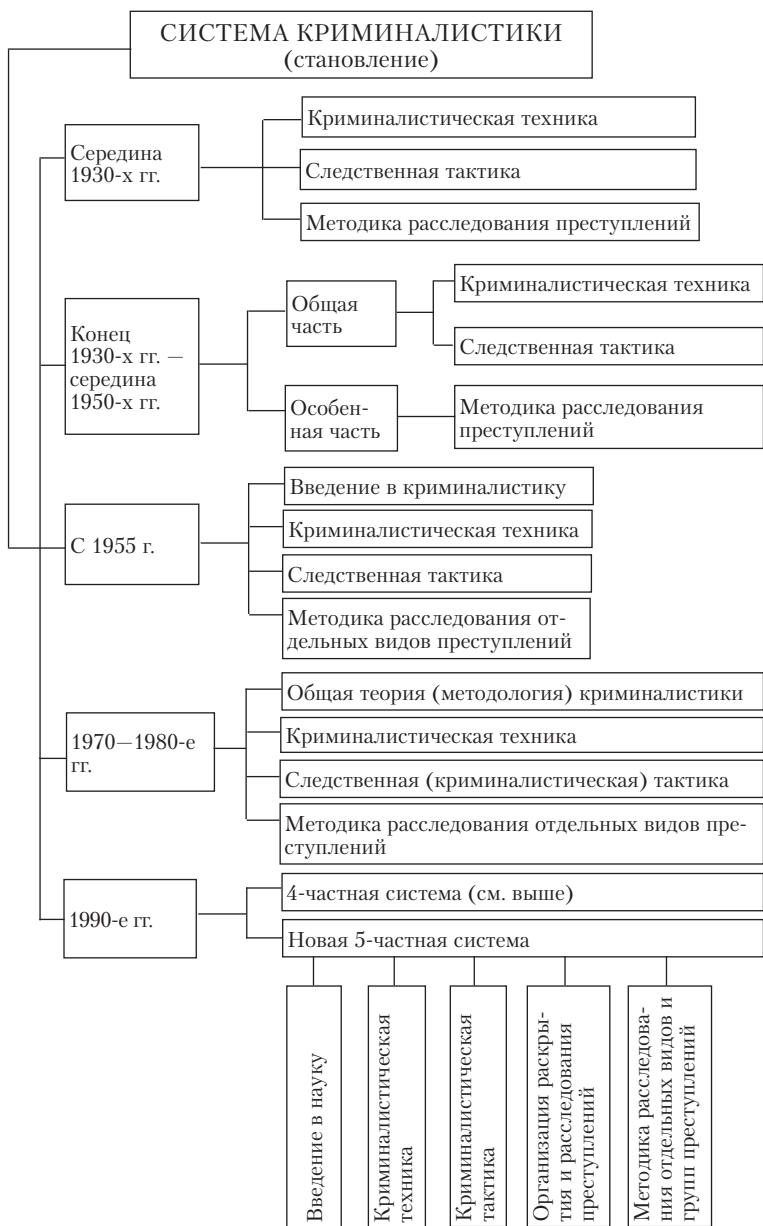 СИСТЕМА КРИМИНАЛИСТИКИ
(становление)
Середина
1930-х гг.
Криминалистическая техника
Следственная тактика
Методика расследования преступлений
Конец
1930-х гг. —
середина
1950-х гг.
Общая
часть
Криминалистическая техника
Следственная тактика
Особен-
ная часть
Методика расследования
преступлений
С 1955 г.
Введение в криминалистику
Криминалистическая техника
Следственная тактика
Методика расследования от-
дельных видов преступлений
1970—1980-е
гг.
Общая теория (методология) криминалистики
Криминалистическая техника
Следственная (криминалистическая) тактика
Методика расследования отдельных видов пре-
ступлений
1990-е гг.
4-частная система (см. выше)
Новая 5-частная система
Введение в науку
Криминалистическая
техника
Криминалистическая
тактика
Организация раскры-
тия и расследования
преступлений
Методика расследова-
ния отдельных видов и
групп преступлений